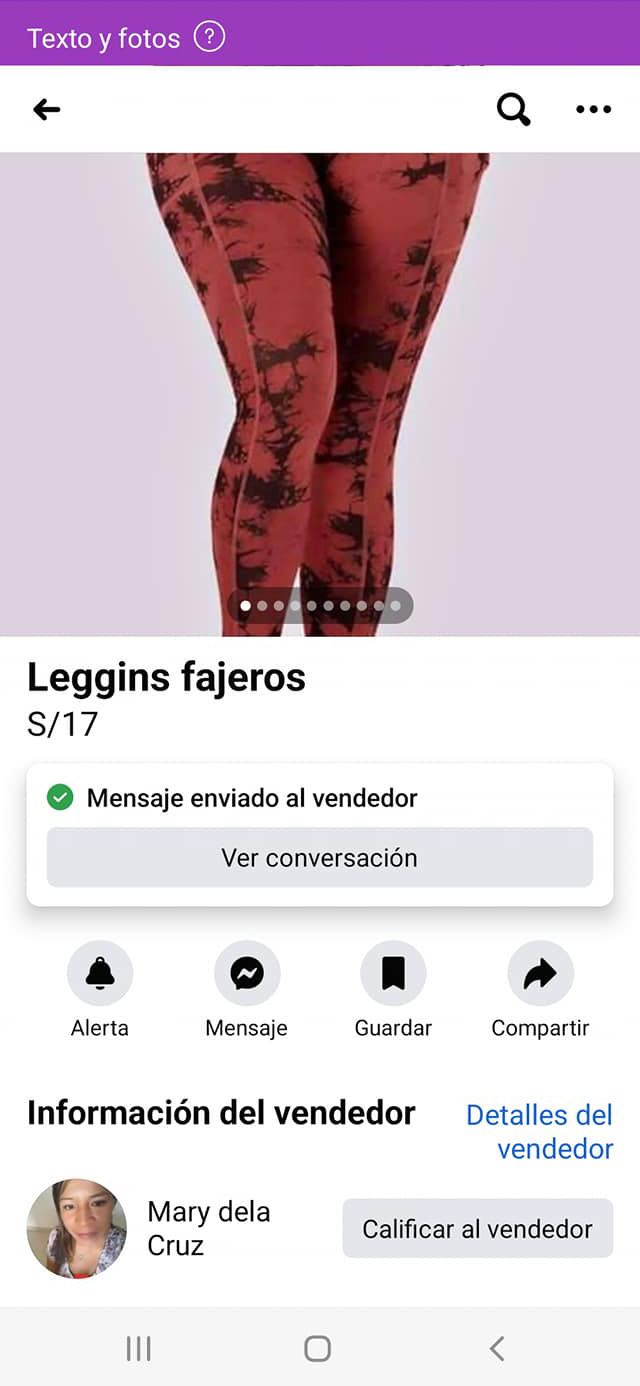 Texto y fotos ?
Leggins fajeros
S/17
Mensaje enviado al vendedor
Ver conversación
Alerta Mensaje Guardar Compartir
Información del vendedor
Detalles del
vendedor
Mary dela
Cruz
Calificar al vendedor